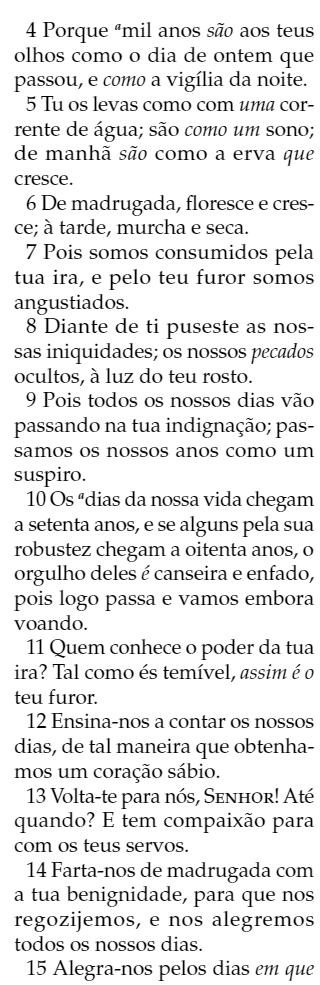 4 Porque ᵃmil anos são aos teus
olhos como o dia de ontem que
passou, e como a vigília da noite.
5 Tu os levas como com uma cor-
rente de água; são como um sono;
de manhã são como a erva que
cresce.
6 De madrugada, floresce e cres-
ce; à tarde, murcha e seca.
7 Pois somos consumidos pela
tua ira, e pelo teu furor somos
angustiados.
8 Diante de ti puseste as nos-
sas iniquidades; os nossos pecados
ocultos, à luz do teu rosto.
9 Pois todos os nossos dias vão
passando na tua indignação; pas-
samos os nossos anos como um
suspiro.
10 Os ᵃdias da nossa vida chegam
a setenta anos, e se alguns pela sua
robustez chegam a oitenta anos, o
orgulho deles é canseira e enfado,
pois logo passa e vamos embora
voando.
11 Quem conhece o poder da tua
ira? Tal como és temível, assim é o
teu furor.
12 Ensina-nos a contar os nossos
dias, de tal maneira que obtenha-
mos um coração sábio.
13 Volta-te para nós, SENHOR! Até
quando? E tem compaixão para
com os teus servos.
14 Farta-nos de madrugada com
a tua benignidade, para que nos
regozijemos, e nos alegremos
todos os nossos dias.
15 Alegra-nos pelos dias em que